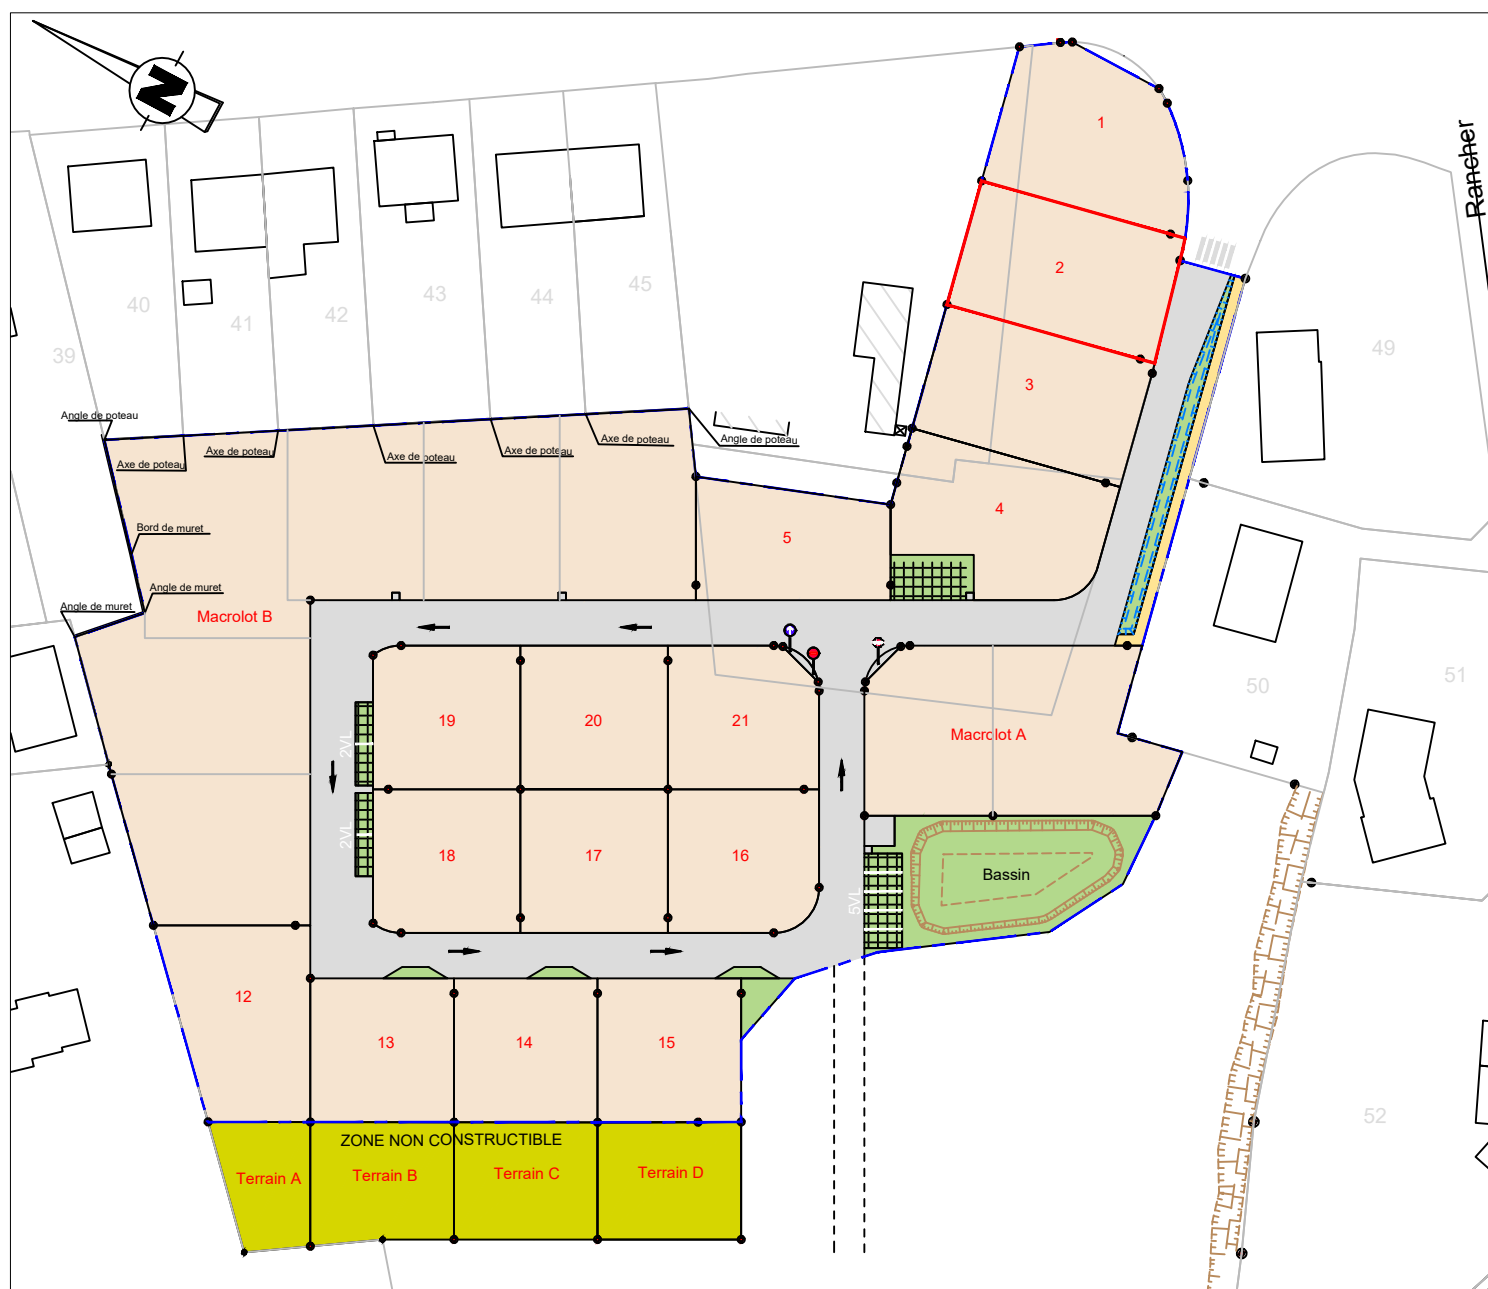 N
Rancher
1
2
3
4
5
39
40
41
42
43
44
45
49
50
51
52
Angle de poteau
Axe de poteau
Axe de poteau
Axe de poteau
Axe de poteau
Axe de poteau
Angle de poteau
Bord de muret
Angle de muret
Angle de muret
Macrolot B
19
20
21
Macrolot A
2VL
2VL
18
17
16
5VL
Bassin
12
13
14
15
ZONE NON CONSTRUCTIBLE
Terrain A
Terrain B
Terrain C
Terrain D